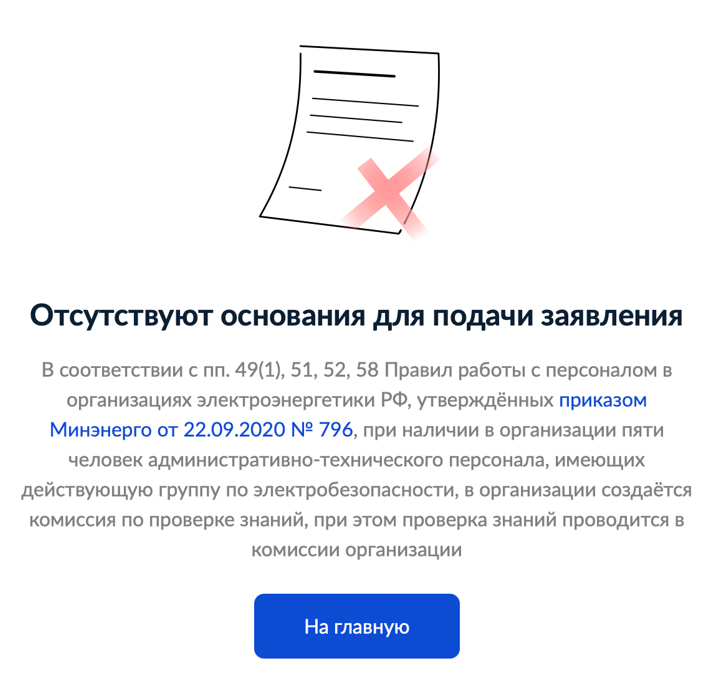 Отсутствуют основания для подачи заявления
В соответствии с пп. 49(1), 51, 52, 58 Правил работы с персоналом в
организациях электроэнергетики РФ, утверждённых приказом
Минэнерго от 22.09.2020 № 796, при наличии в организации пяти
человек административно-технического персонала, имеющих
действующую группу по электробезопасности, в организации создаётся
комиссия по проверке знаний, при этом проверка знаний проводится в
комиссии организации
На главную